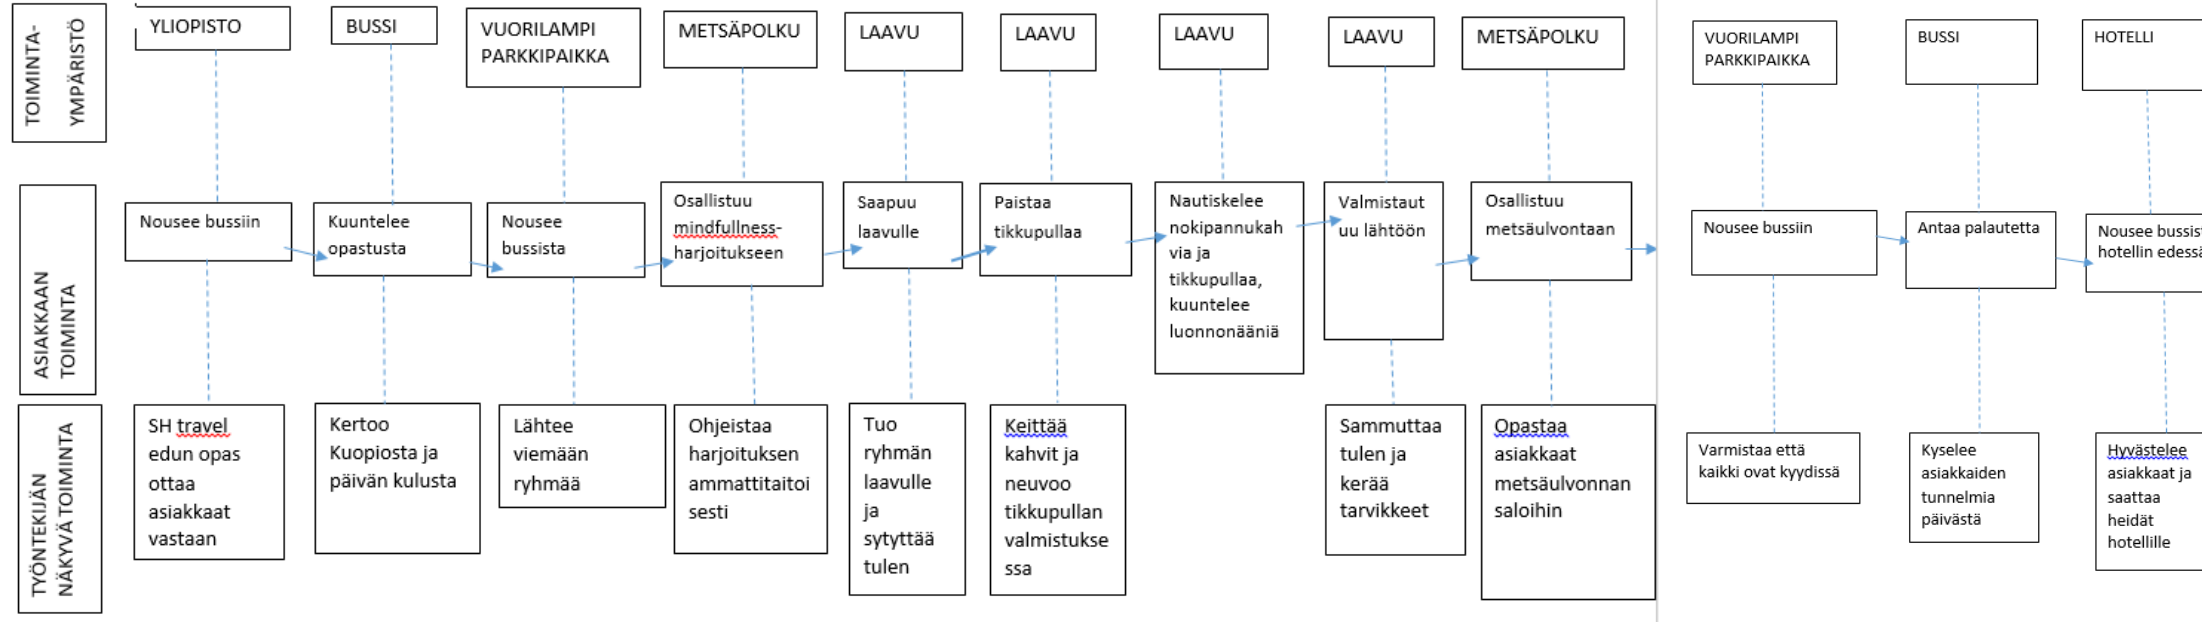 TOIMINTA-
YMPÄRISTÖ
YLIOPISTO
BUSSI
VUORILAMPI
PARKKIPAIKKA
METSÄPOLKU
LAAVU
LAAVU
LAAVU
LAAVU
METSÄPOLKU
VUORILAMPI
PARKKIPAIKKA
BUSSI
HOTELLI
ASIAKKAAN
TOIMINTA
Nousee bussiin
Kuuntelee
opastusta
Nousee
bussista
Osallistuu
mindfullness-
harjoitukseen
Saapuu
laavulle
Paistaa
tikkupullaa
Nautiskelee
nokipannukah
via ja
tikkupullaa,
kuuntelee
luonnonääniä
Valmistaut
uu lähtöön
Osallistuu
metsäulvontaan
Nousee bussiin
Antaa palautetta
Nousee bussist
hotellin edessä
TYÖNTEKIJÄN
NÄKYVÄ TOIMINTA
SH travel
edun opas
ottaa
asiakkaat
vastaan
Kertoo
Kuopiosta ja
päivän kulusta
Lähtee
viemään
ryhmää
Ohjeistaa
harjoituksen
ammattitaitoi
sesti
Tuo
ryhmän
laavulle
ja
sytyttää
tulen
Keittää
kahvit ja
neuvoo
tikkupullan
valmistukse
ssa
Sammuttaa
tulen ja
kerää
tarvikkeet
Opastaa
asiakkaat
metsäulvonnan
saloihin
Varmistaa että
kaikki ovat kyydissä
Kyselee
asiakkaiden
tunnelmia
päivästä
Hyvästelee
asiakkaat ja
saattaa
heidät
hotellille